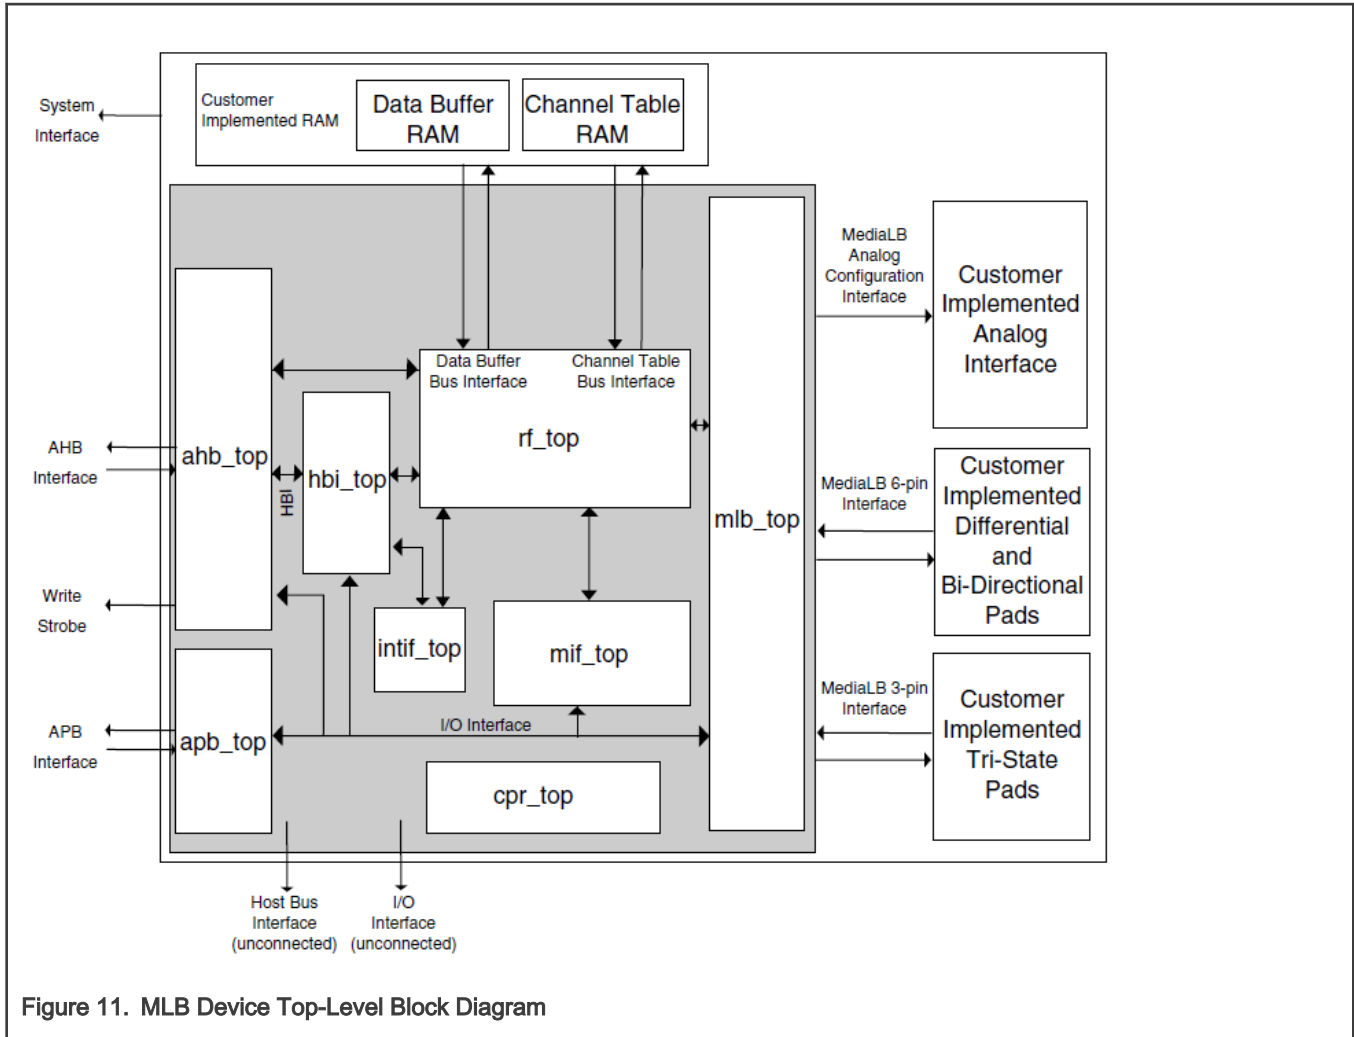 System
Interface
Customer
Implemented RAM
Data Buffer
RAM
Channel Table
RAM
MediaLB
Analog
Configuration
Interface
Customer
Implemented
Analog
Interface
Data Buffer
Bus Interface
Channel Table
Bus Interface
rf_top
AHB
Interface
ahb_top
HBI
hbi_top
mlb_top
MediaLB 6-pin
Interface
Customer
Implemented
Differential
and
Bi-Directional
Pads
Write
Strobe
intif_top
mif_top
MediaLB 3-pin
Interface
Customer
Implemented
Tri-State
Pads
APB
Interface
apb_top
I/O Interface
cpr_top
Host Bus
Interface
(unconnected)
I/O
Interface
(unconnected)
Figure 11. MLB Device Top-Level Block Diagram